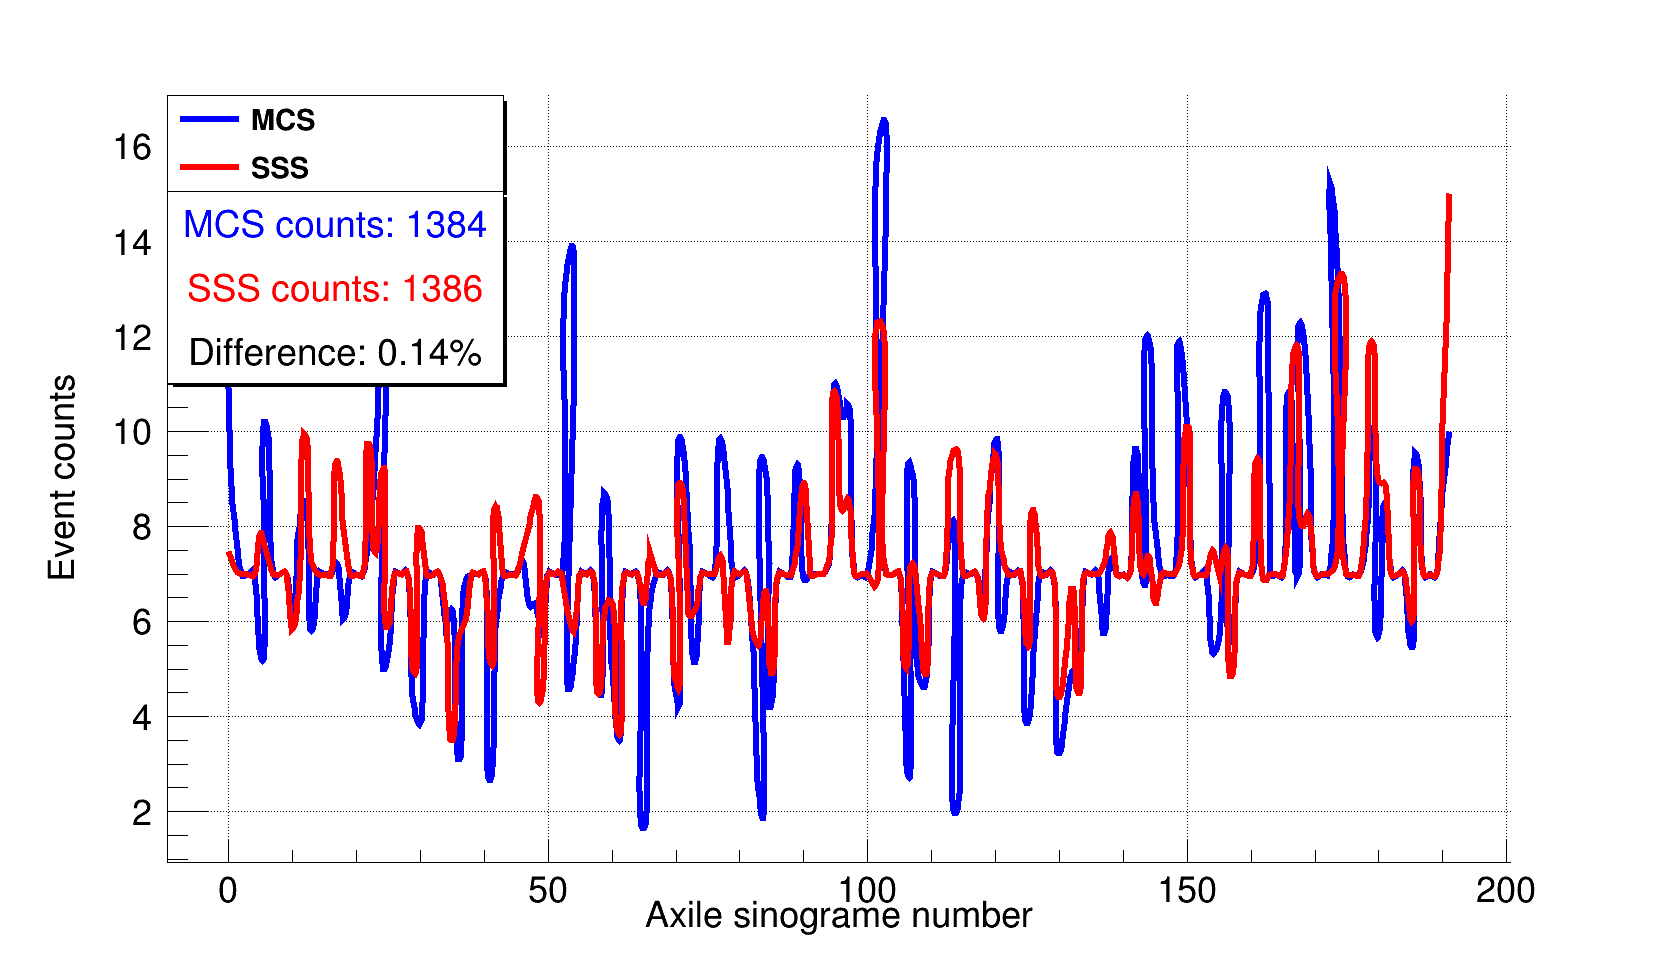 MCS
SSS
MCS counts: 1384
SSS counts: 1386
Difference: 0.14%
Event counts
16
14
12
10
8
6
4
2
0 50 100 150 200
Axile sinograme number